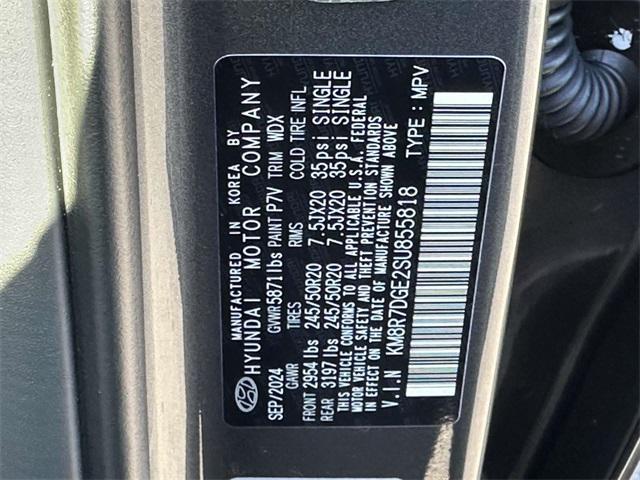 MANUFACTURED IN KOREA BY
HYUNDAI MOTOR COMPANY
SEP/2024 GVWR 5871lbs PAINT P7V TRIM WDX
GAWR TIRES RIMS COLD TIRE INFL
FRONT 2954lbs 245/50R20 7.5JX20 35psi SINGLE
REAR 3197lbs 245/50R20 7.5JX20 35psi SINGLE
THIS VEHICLE CONFORMS TO ALL APPLICABLE U.S.A. FEDERAL
MOTOR VEHICLE SAFETY AND THEFT PREVENTION STANDARDS
IN EFFECT ON THE DATE OF MANUFACTURE SHOWN ABOVE
V.I.N KM8R7DGE2SU855818 TYPE : MPV